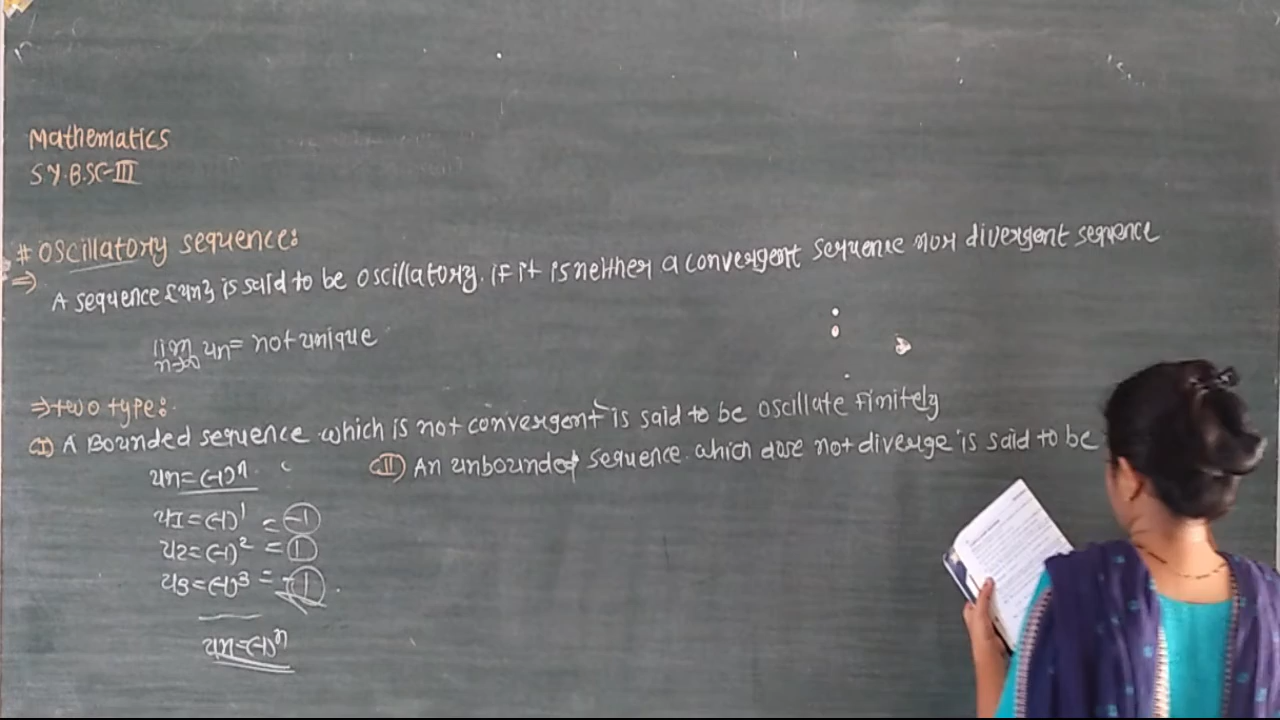 Mathematics
S.Y.B.SC-III
# Oscillatory sequence:
⇒ A sequence {un} is said to be oscillatory. if it is neither a convergent sequence nor divergent seqence
lim n→∞ un = not unique
⇒ two type:
(I) A Bounded sequence which is not convergent is said to be oscillate finitely
un = (-1)^n
(II) An unbounded sequence which dose not diverge is said to be
u1 = (-1)^1 = -1
u2 = (-1)^2 = 1
u3 = (-1)^3 = -1
un = (-1)^n